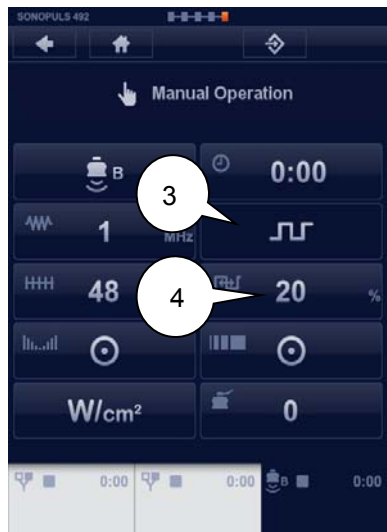 SONOPULS 492
Manual Operation
B 0:00
3
1 MHz
48 20 %
4
W/cm² 0
0:00 0:00 B 0:00